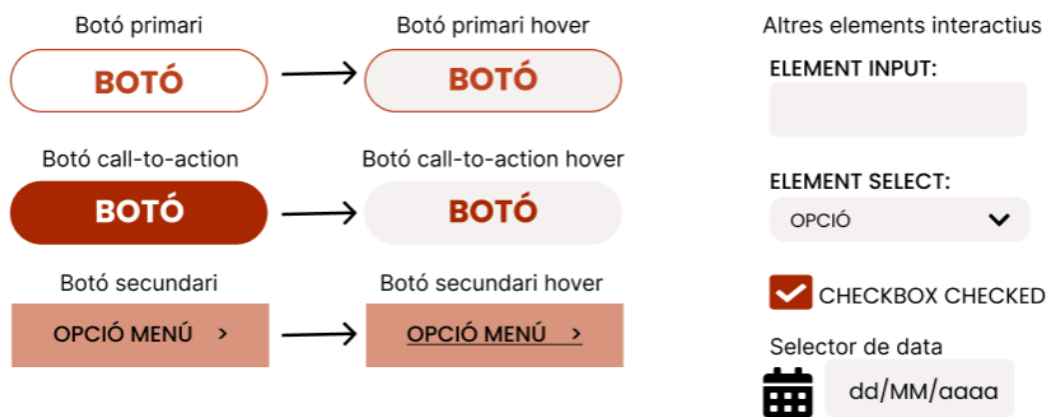 Botó primari
Botó primari hover
BOTÓ
BOTÓ
Botó call-to-action
Botó call-to-action hover
BOTÓ
BOTÓ
Botó secundari
Botó secundari hover
OPCIÓ MENÚ >
OPCIÓ MENÚ >
Altres elements interactius
ELEMENT INPUT:
ELEMENT SELECT:
OPCIÓ
CHECKBOX CHECKED
Selector de data
dd/MM/aaaa